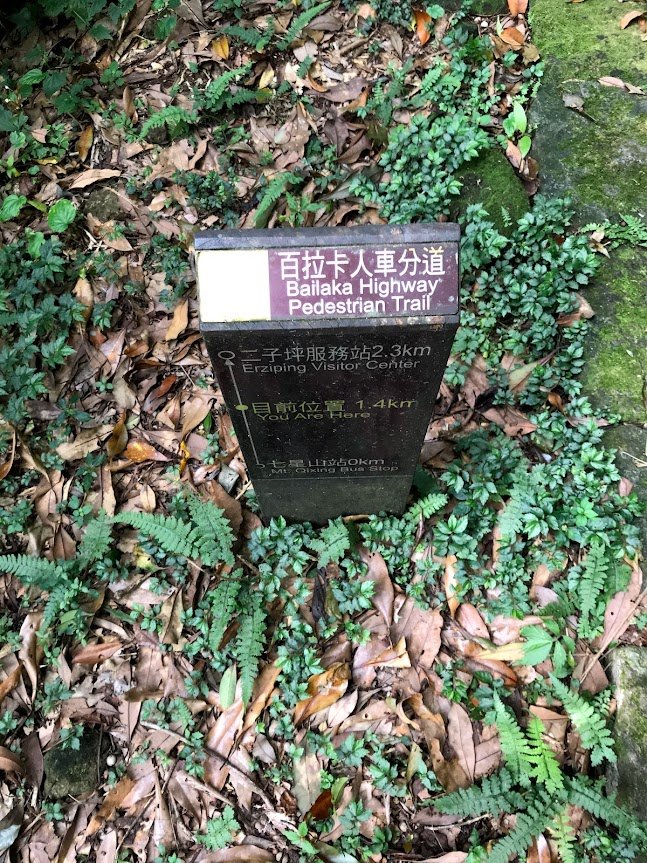 百拉卡人車分道
Bailaka Highway
Pedestrian Trail
二子坪服務站2.3km
Erziping Visitor Center
目前位置 1.4km
You Are Here
七星山站0km
Mt. Qixing Bus Stop